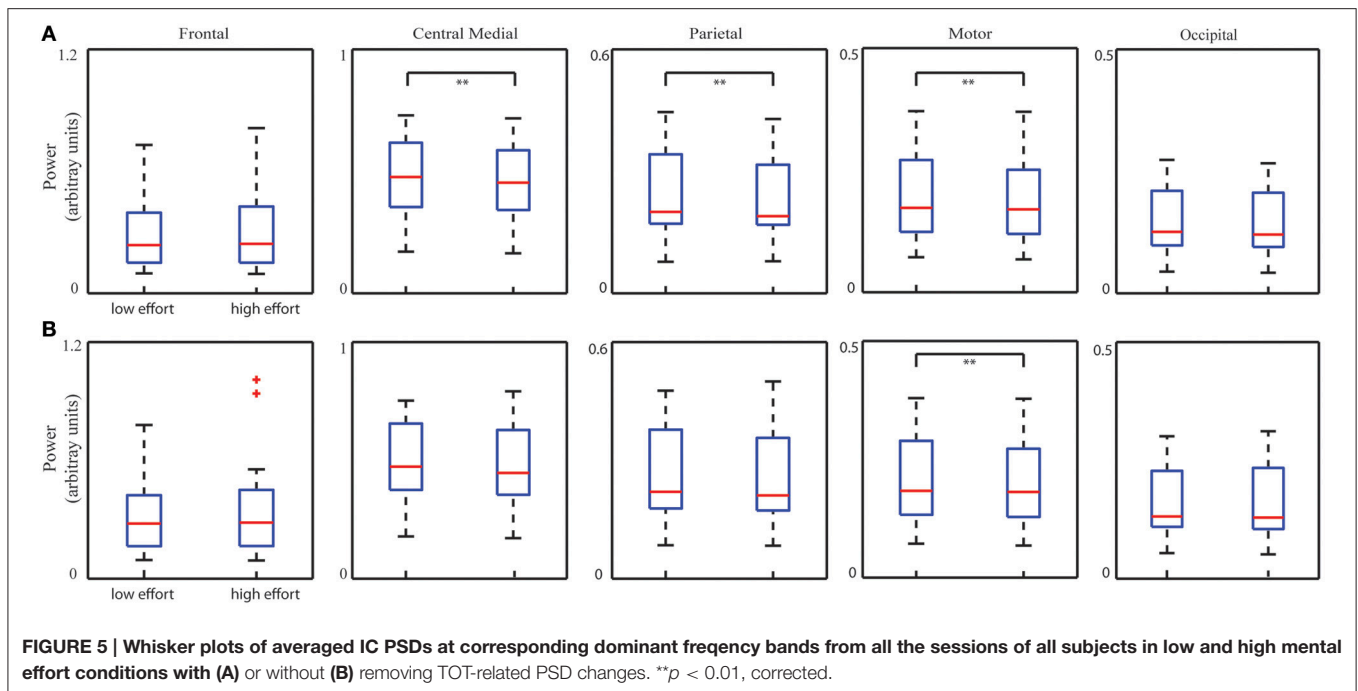 A
Frontal
Central Medial
Parietal
Motor
Occipital
1.2
1
0.6
0.5
0.5
Power
(arbitray units)
**
**
**
0
0
0
0
0
low effort
high effort
B
1.2
1
0.6
0.5
0.5
Power
(arbitray units)
**
0
0
0
0
0
low effort
high effort
FIGURE 5 | Whisker plots of averaged IC PSDs at corresponding dominant freqency bands from all the sessions of all subjects in low and high mental
effort conditions with (A) or without (B) removing TOT-related PSD changes. **p < 0.01, corrected.